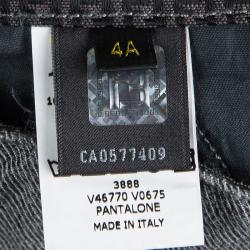 4A
CA0577409
3888
V46770 V0675
PANTALONE
MADE IN ITALY